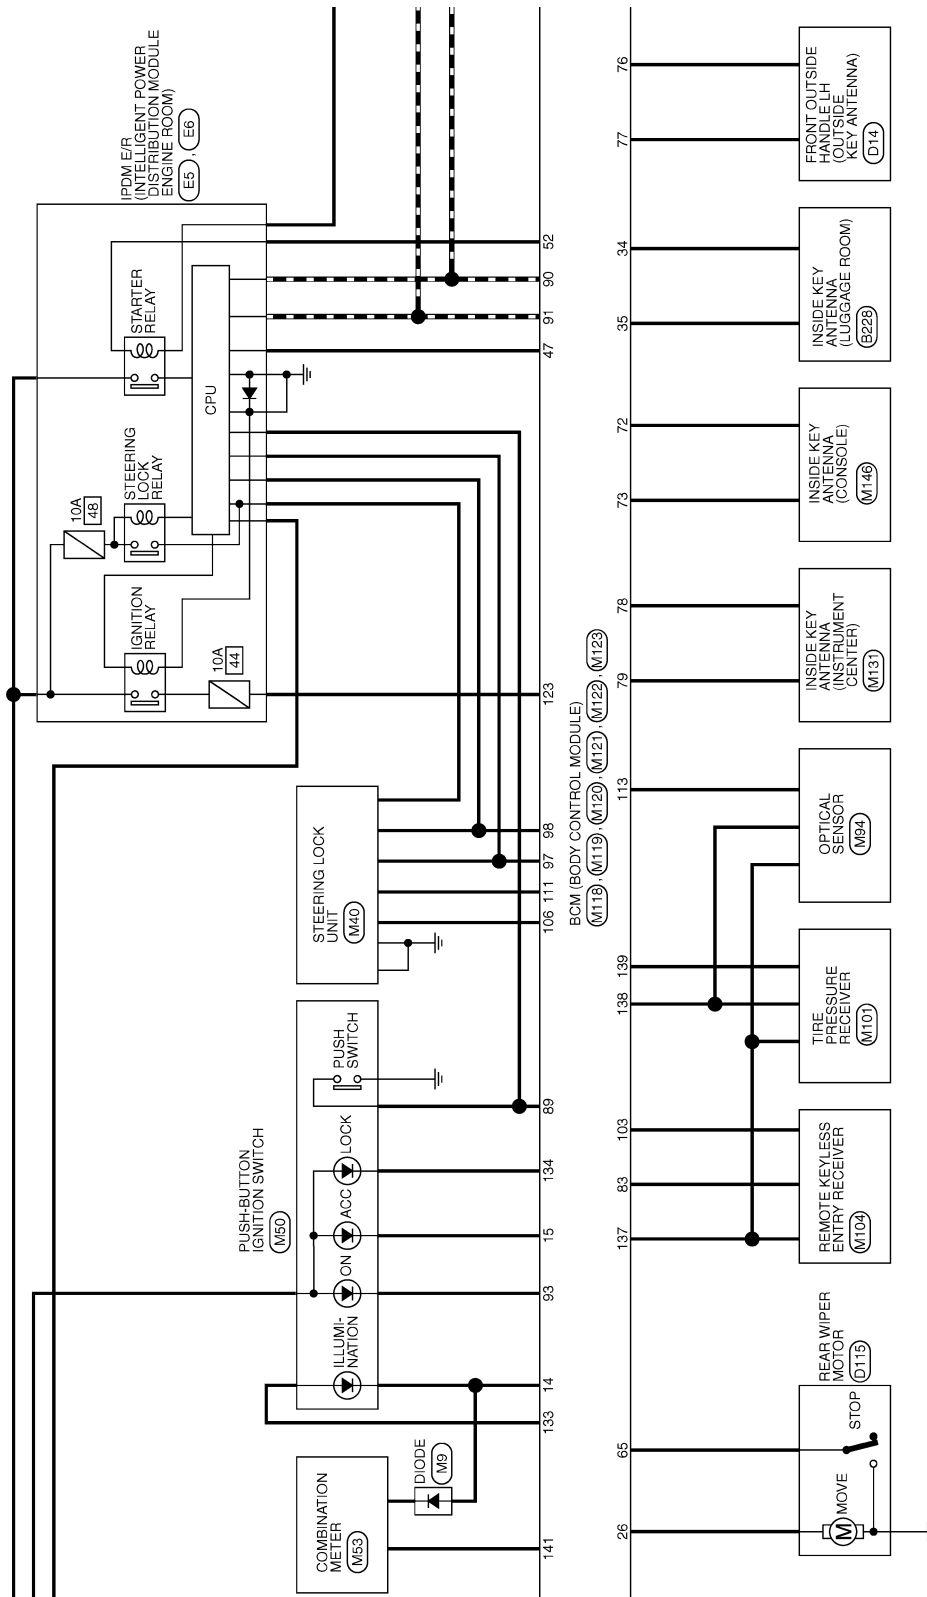 IPDM E/R
(INTELLIGENT POWER
DISTRIBUTION MODULE
ENGINE ROOM)
E5 , E6
STARTER
RELAY
CPU
STEERING
LOCK
RELAY
10A
48
IGNITION
RELAY
10A
44
52
90
91
47
123
98
97
111
106
89
134
15
93
14
133
141
STEERING LOCK
UNIT
M40
PUSH-BUTTON
IGNITION SWITCH
M50
PUSH
SWITCH
LOCK
ACC
ON
ILLUMI-
NATION
COMBINATION
METER
M53
DIODE
M9
BCM (BODY CONTROL MODULE)
M118 , M119 , M120 , M121 , M122 , M123
76
77
34
35
72
73
78
79
113
139
138
103
83
137
65
26
FRONT OUTSIDE
HANDLE LH
(OUTSIDE
KEY ANTENNA)
D14
INSIDE KEY
ANTENNA
(LUGGAGE ROOM)
B228
INSIDE KEY
ANTENNA
(CONSOLE)
M146
INSIDE KEY
ANTENNA
(INSTRUMENT
CENTER)
M131
OPTICAL
SENSOR
M94
TIRE
PRESSURE
RECEIVER
M101
REMOTE KEYLESS
ENTRY RECEIVER
M104
REAR WIPER
MOTOR
D115
STOP
MOVE
M